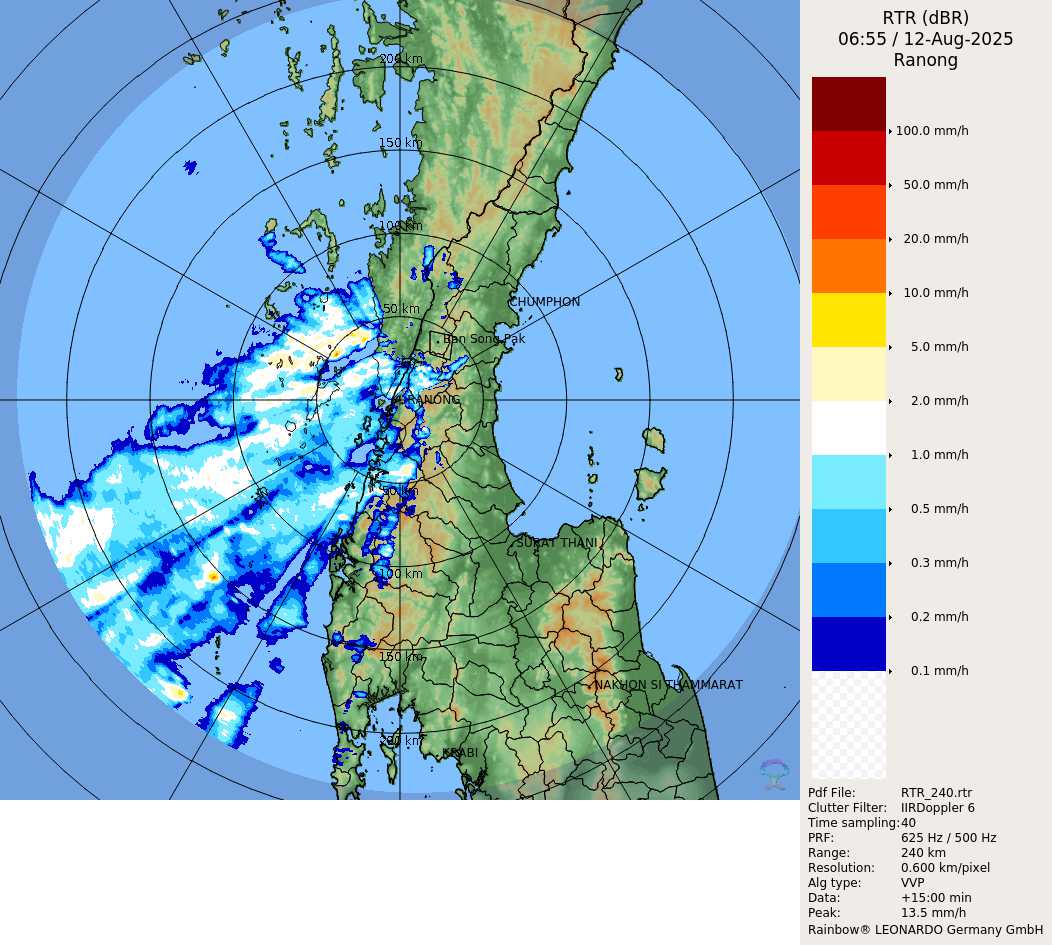 RTR (dBR)
06:55 / 12-Aug-2025
Ranong
200 km
150 km
100 km
50 km
CHUMPHON
Ban Song Pak
RANONG
50 km
SURAT THANI
100 km
150 km
NAKHON SI THAMMARAT
200 km
KRABI
100.0 mm/h
50.0 mm/h
20.0 mm/h
10.0 mm/h
5.0 mm/h
2.0 mm/h
1.0 mm/h
0.5 mm/h
0.3 mm/h
0.2 mm/h
0.1 mm/h
Pdf File: RTR_240.rtr
Clutter Filter: IIRDoppler 6
Time sampling: 40
PRF: 625 Hz / 500 Hz
Range: 240 km
Resolution: 0.600 km/pixel
Alg type: VVP
Data: +15:00 min
Peak: 13.5 mm/h
Rainbow® LEONARDO Germany GmbH